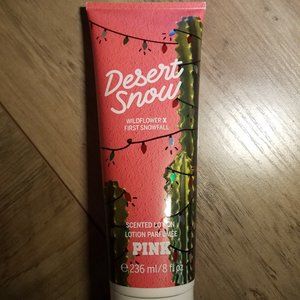 Desert
Snow
WILDFLOWER X
FIRST SNOWFALL
SCENTED LOTION
LOTION PARFUMÉE
PINK
℮236 ml/8 fl oz